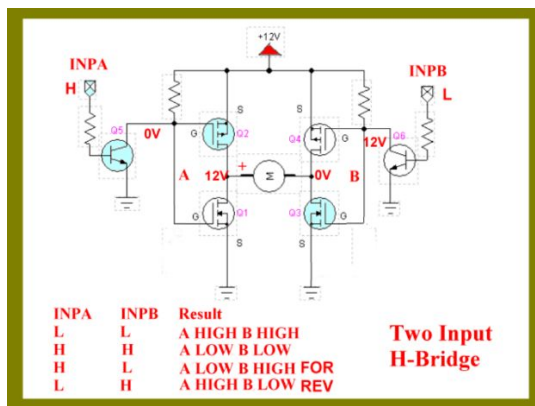 +12V
INPA
H
INPB
L
Q5
0V
G
S
Q2
S
Q4
G
12V
Q6
A
12V
+
M
0V
B
G
Q1
S
Q3
G
S
INPA INPB Result
L L A HIGH B HIGH
H H A LOW B LOW
H L A LOW B HIGH FOR
L H A HIGH B LOW REV
Two Input
H-Bridge